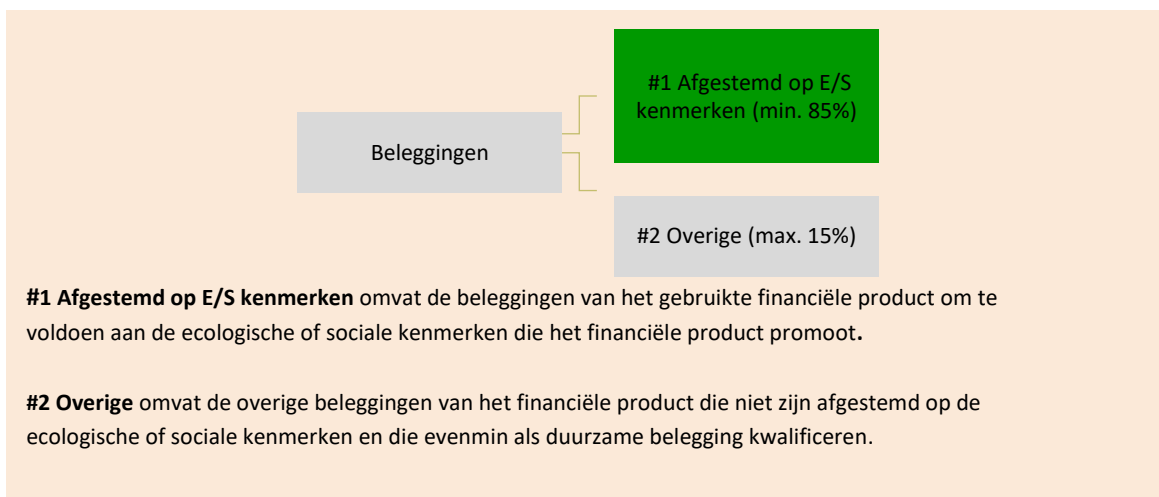 #1 Afgestemd op E/S
kenmerken (min. 85%)
Beleggingen
#2 Overige (max. 15%)
#1 Afgestemd op E/S kenmerken omvat de beleggingen van het gebruikte financiële product om te
voldoen aan de ecologische of sociale kenmerken die het financiële product promoot.
#2 Overige omvat de overige beleggingen van het financiële product die niet zijn afgestemd op de
ecologische of sociale kenmerken en die evenmin als duurzame belegging kwalificeren.